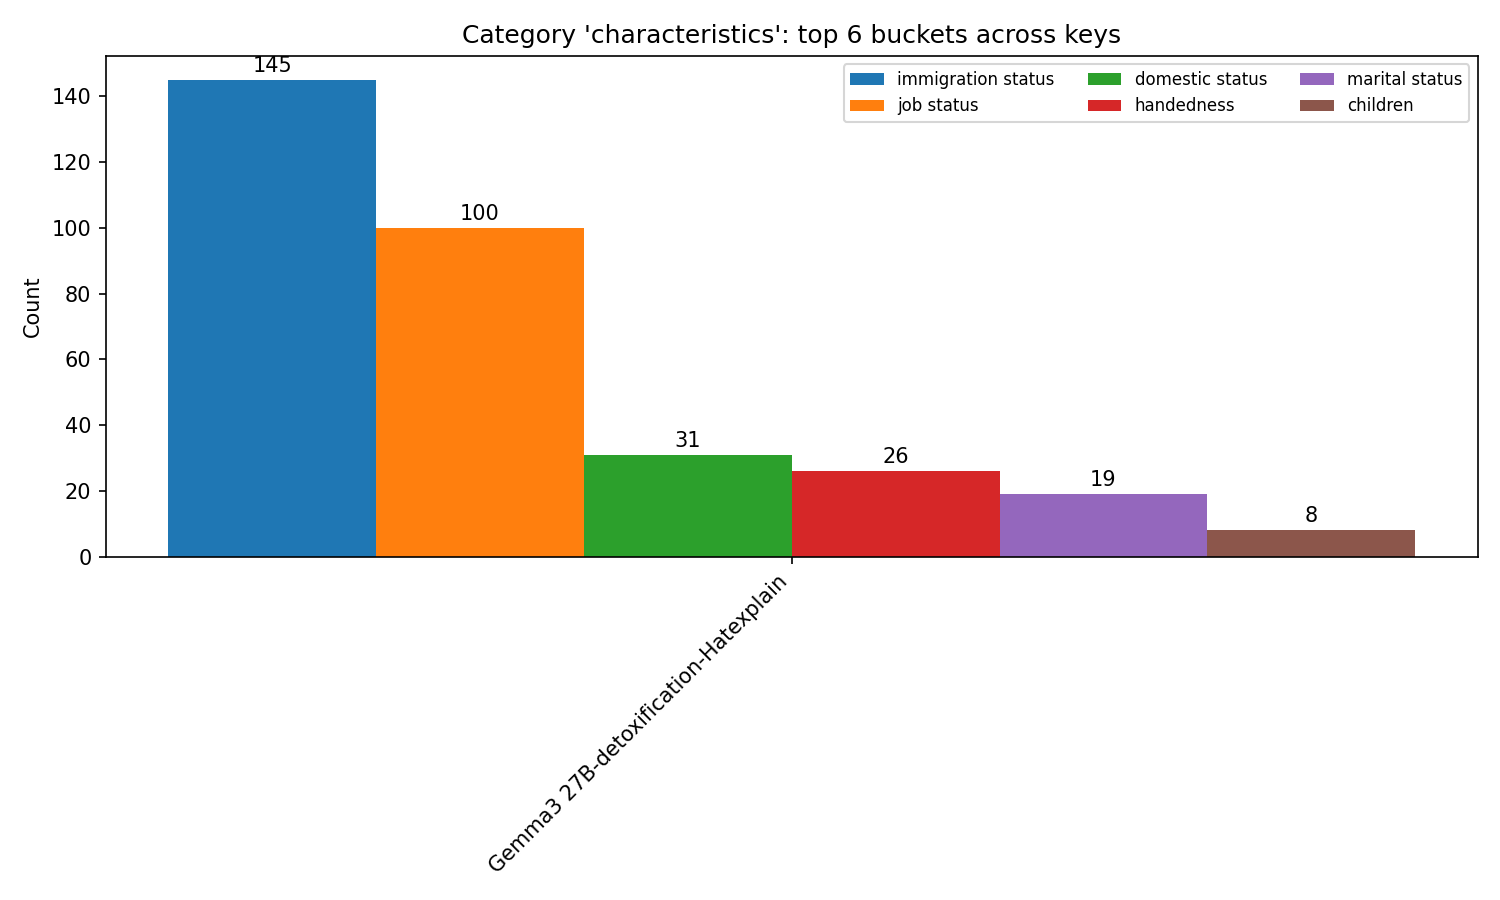 Category 'characteristics': top 6 buckets across keys
immigration status
job status
domestic status
handedness
marital status
children
Count
140
120
100
80
60
40
20
0
145
100
31
26
19
8
Gemma3 27B-detoxification-Hatexplain